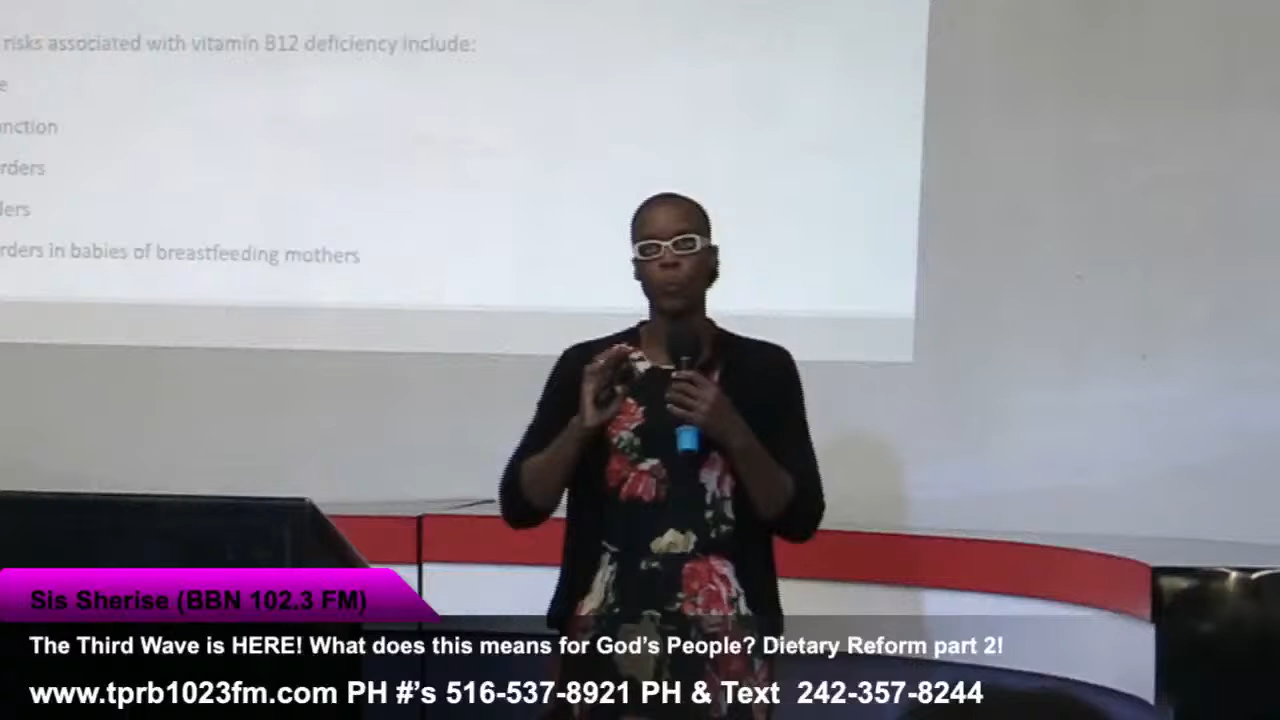 risks associated with vitamin B12 deficiency include:
e
nction
rders
ders
rders in babies of breastfeeding mothers
Sis Sherise (BBN 102.3 FM)
The Third Wave is HERE! What does this means for God's People? Dietary Reform part 2!
www.tprb1023fm.com PH #'s 516-537-8921 PH & Text 242-357-8244